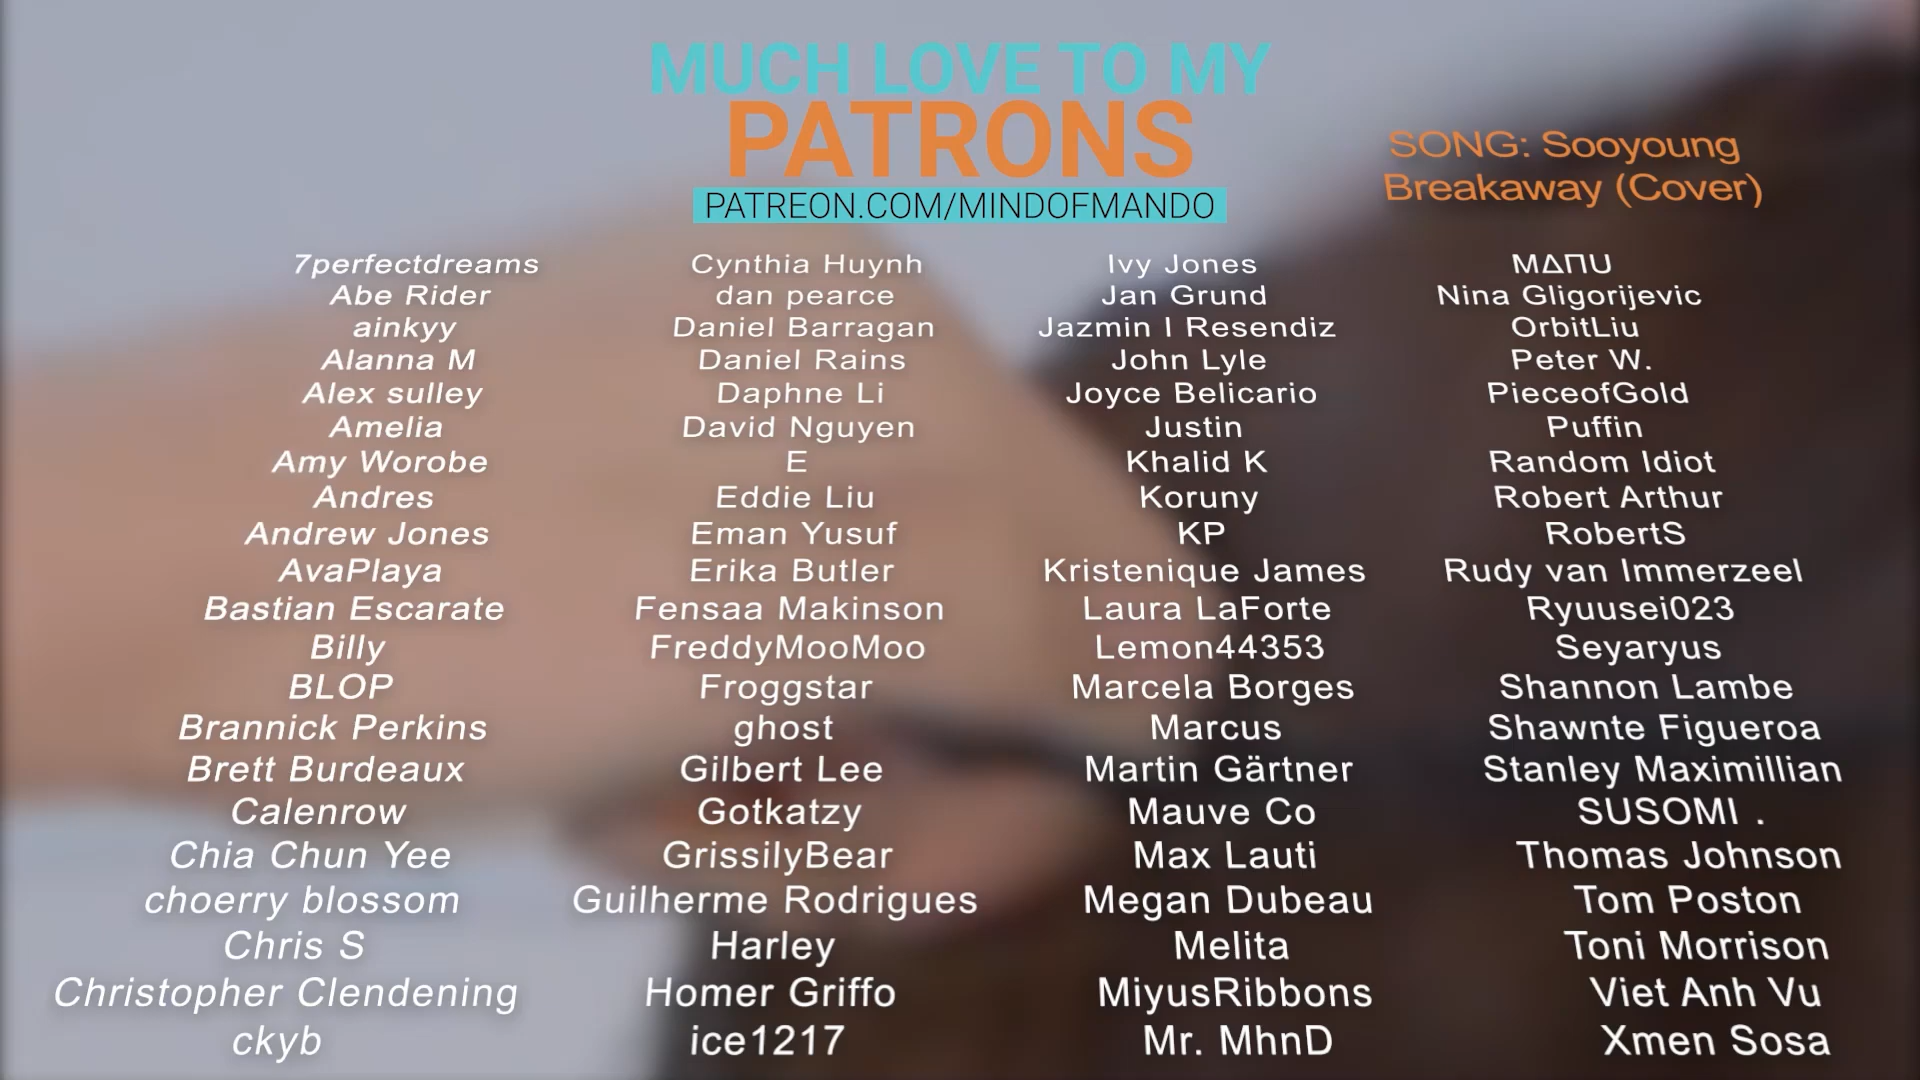 MUCH LOVE TO MY
PATRONS
PATREON.COM/MINDOFMANDO
SONG: Sooyoung
Breakaway (Cover)
7perfectdreams
Abe Rider
ainkyy
Alanna M
Alex sulley
Amelia
Amy Worobe
Andres
Andrew Jones
AvaPlaya
Bastian Escarate
Billy
BLOP
Brannick Perkins
Brett Burdeaux
Calenrow
Chia Chun Yee
choerry blossom
Chris S
Christopher Clendening
ckyb
Cynthia Huynh
dan pearce
Daniel Barragan
Daniel Rains
Daphne Li
David Nguyen
E
Eddie Liu
Eman Yusuf
Erika Butler
Fensaa Makinson
FreddyMooMoo
Froggstar
ghost
Gilbert Lee
Gotkatzy
GrissilyBear
Guilherme Rodrigues
Harley
Homer Griffo
ice1217
Ivy Jones
Jan Grund
Jazmin I Resendiz
John Lyle
Joyce Belicario
Justin
Khalid K
Koruny
KP
Kristenique James
Laura LaForte
Lemon44353
Marcela Borges
Marcus
Martin Gärtner
Mauve Co
Max Lauti
Megan Dubeau
Melita
MiyusRibbons
Mr. MhnD
MΔΠU
Nina Gligorijevic
OrbitLiu
Peter W.
PieceofGold
Puffin
Random Idiot
Robert Arthur
RobertS
Rudy van Immerzeel
Ryuusei023
Seyaryus
Shannon Lambe
Shawnte Figueroa
Stanley Maximillian
SUSOMI .
Thomas Johnson
Tom Poston
Toni Morrison
Viet Anh Vu
Xmen Sosa